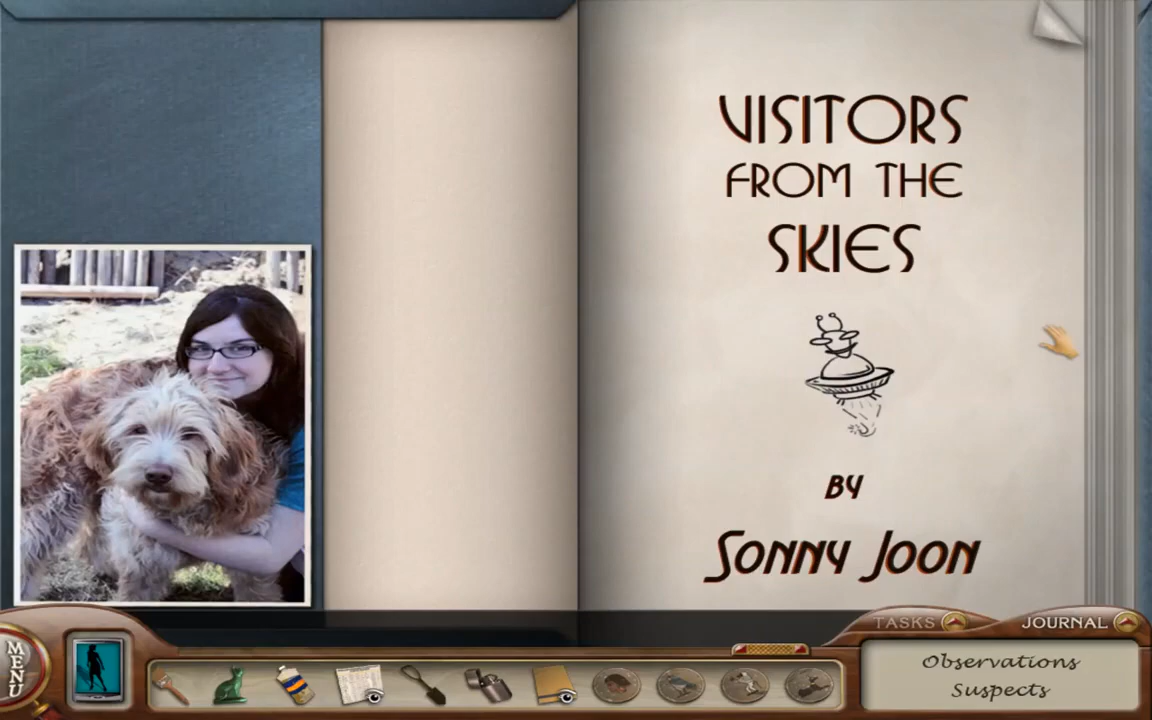 VISITORS
FROM THE
SKIES
BY
SONNY JOON
TASKS
JOURNAL
MENU
Observations
Suspects